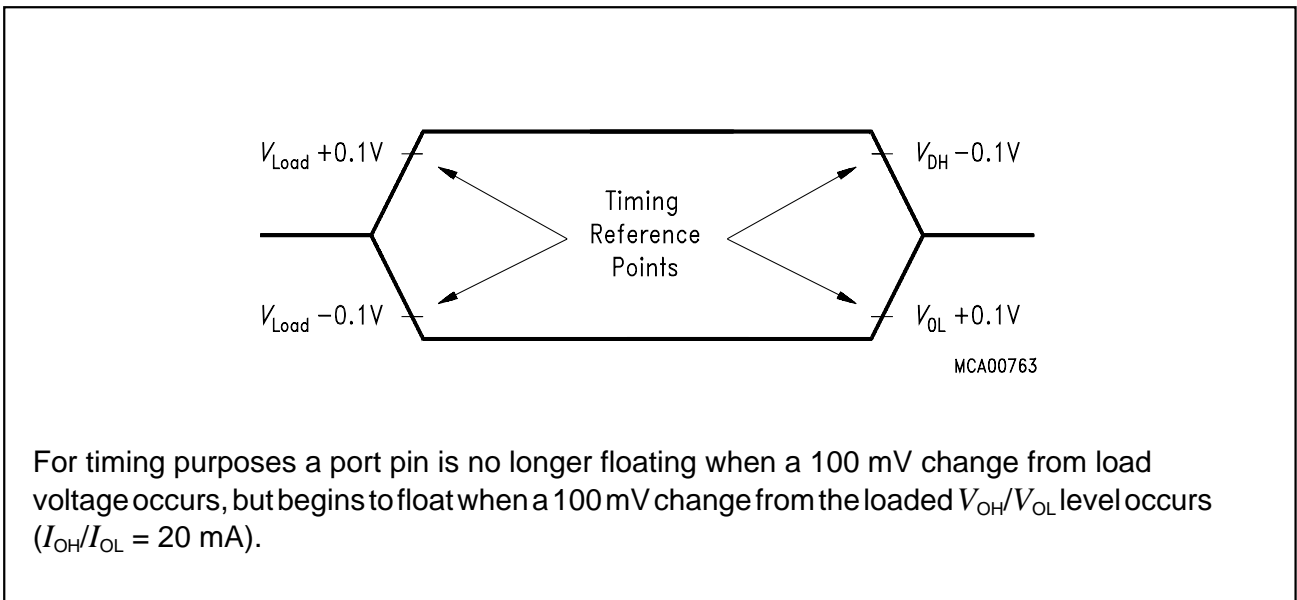 V_Load +0.1V
V_DH −0.1V
Timing
Reference
Points
V_Load −0.1V
V_0L +0.1V
MCA00763
For timing purposes a port pin is no longer floating when a 100 mV change from load
voltage occurs, but begins to float when a 100 mV change from the loaded V_OH/V_OL level occurs
(I_OH/I_OL = 20 mA).